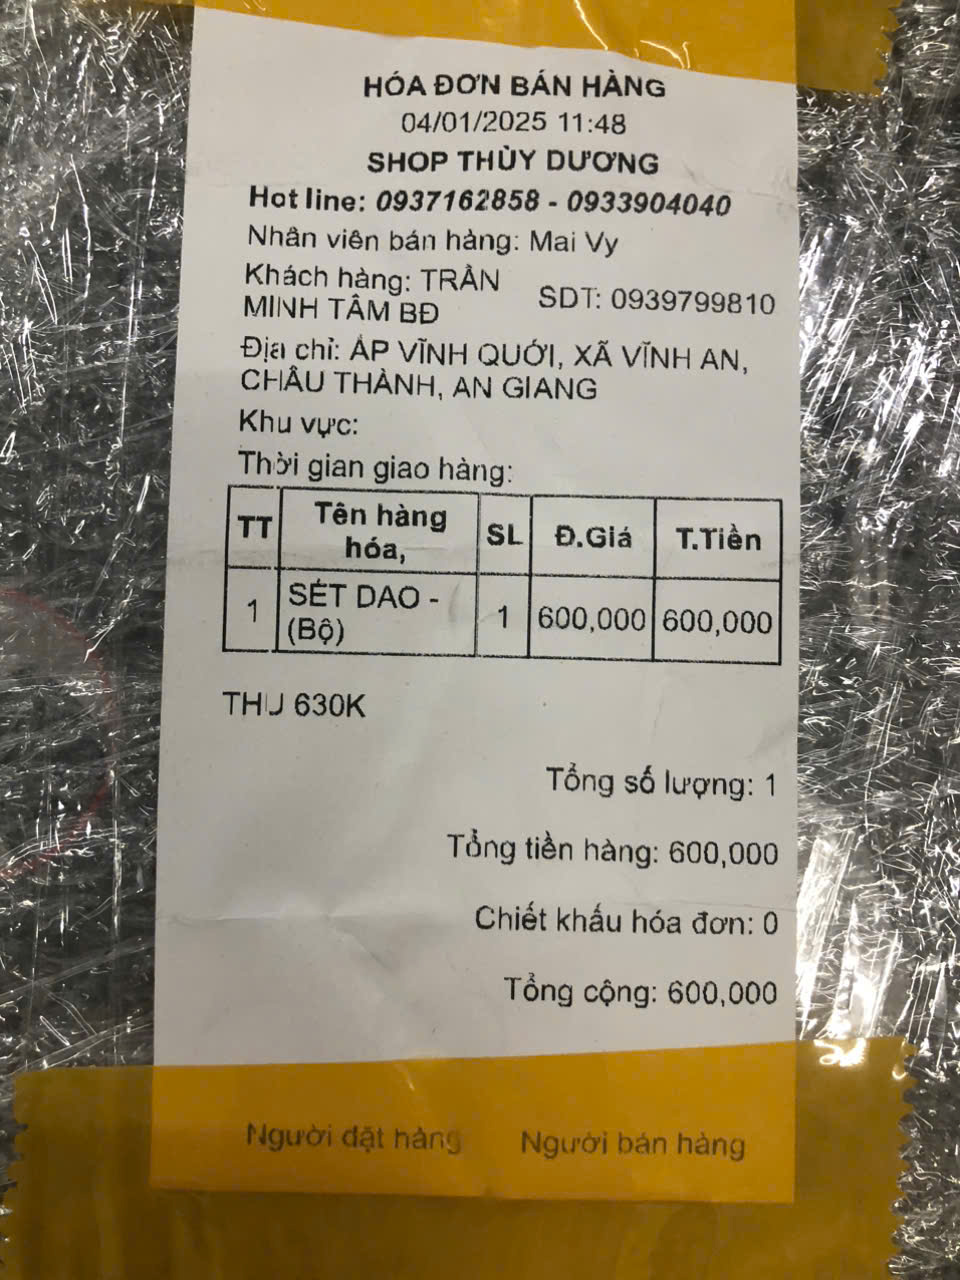 HÓA ĐƠN BÁN HÀNG
04/01/2025 11:48
SHOP THÙY DƯƠNG
Hot line: 0937162858 - 0933904040
Nhân viên bán hàng: Mai Vy
Khách hàng: TRẦN MINH TÂM BĐ
SDT: 0939799810
Địa chỉ: ẤP VĨNH QUỚI, XÃ VĨNH AN,
CHÂU THÀNH, AN GIANG
Khu vực:
Thời gian giao hàng:
TT Tên hàng hóa, SL Đ.Giá T.Tiền
1 SÉT DAO - (Bộ) 1 600,000 600,000
THU 630K
Tổng số lượng: 1
Tổng tiền hàng: 600,000
Chiết khấu hóa đơn: 0
Tổng cộng: 600,000
Người đặt hàng Người bán hàng